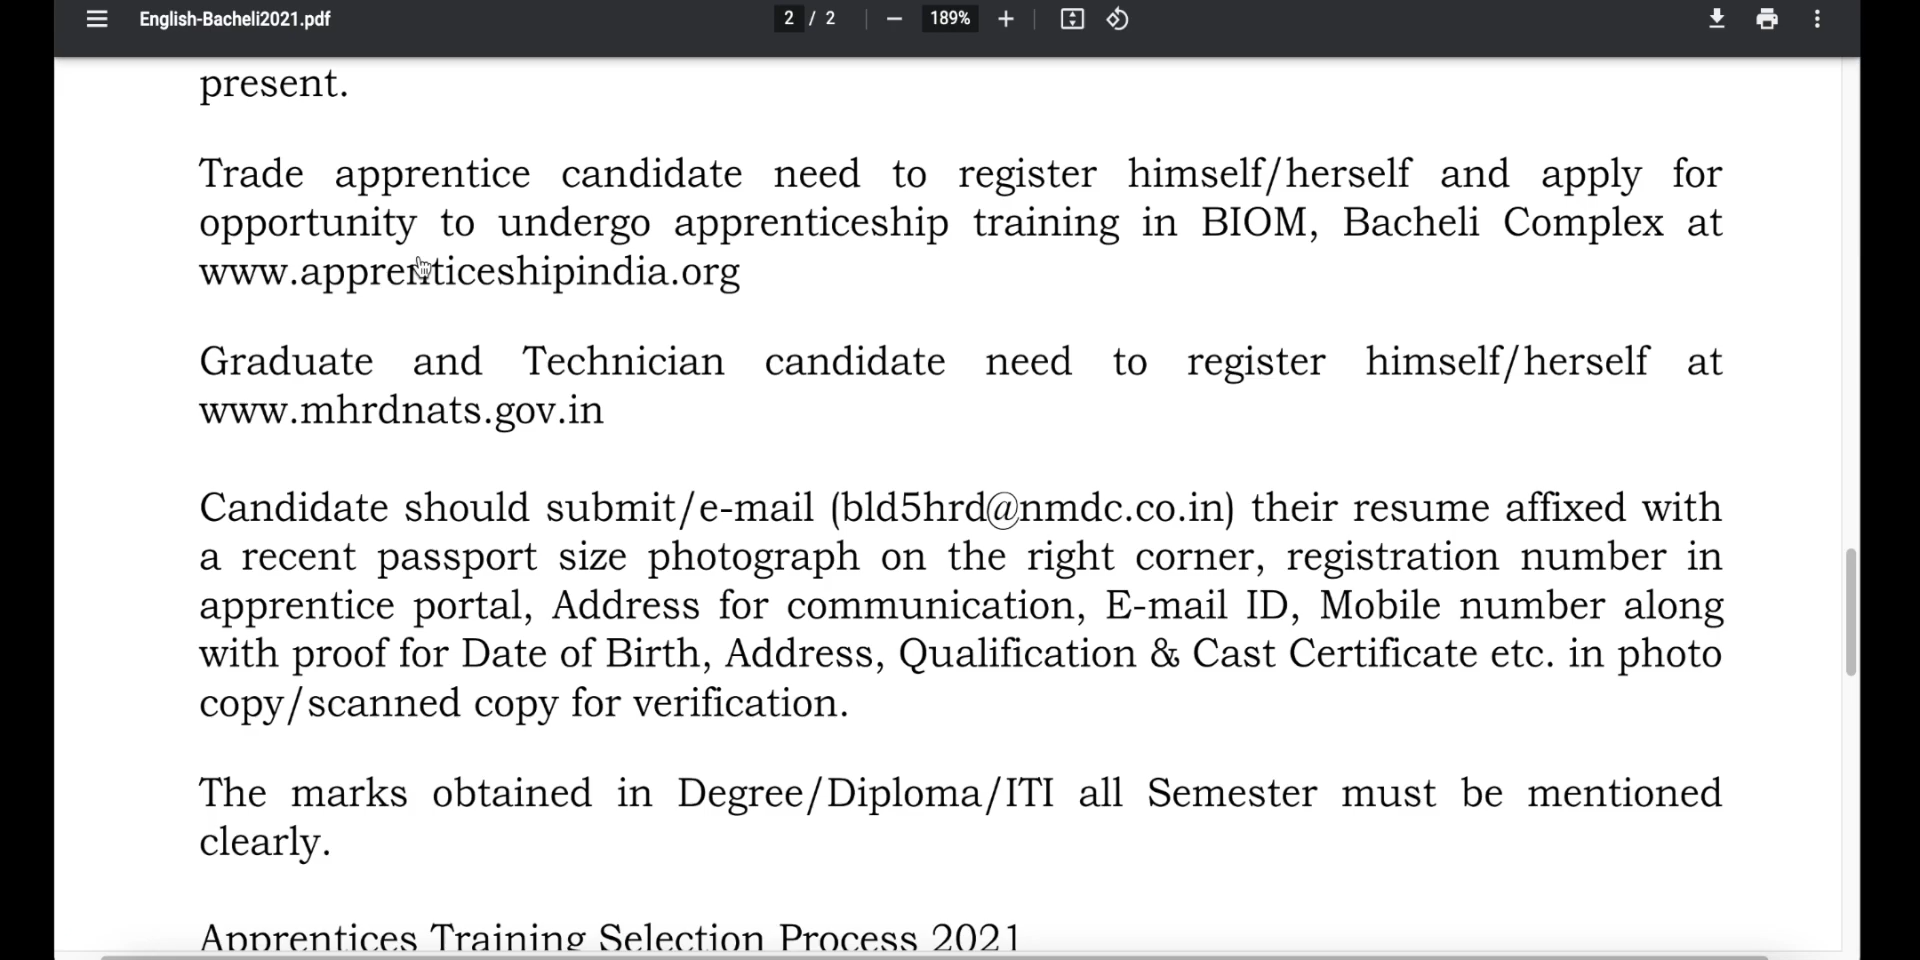 English-Bacheli2021.pdf
2 / 2
189%
present.
Trade apprentice candidate need to register himself/herself and apply for
opportunity to undergo apprenticeship training in BIOM, Bacheli Complex at
www.apprenticeshipindia.org
Graduate and Technician candidate need to register himself/herself at
www.mhrdnats.gov.in
Candidate should submit/e-mail (bld5hrd@nmdc.co.in) their resume affixed with
a recent passport size photograph on the right corner, registration number in
apprentice portal, Address for communication, E-mail ID, Mobile number along
with proof for Date of Birth, Address, Qualification & Cast Certificate etc. in photo
copy/scanned copy for verification.
The marks obtained in Degree/Diploma/ITI all Semester must be mentioned
clearly.
Apprentices Training Selection Process 2021